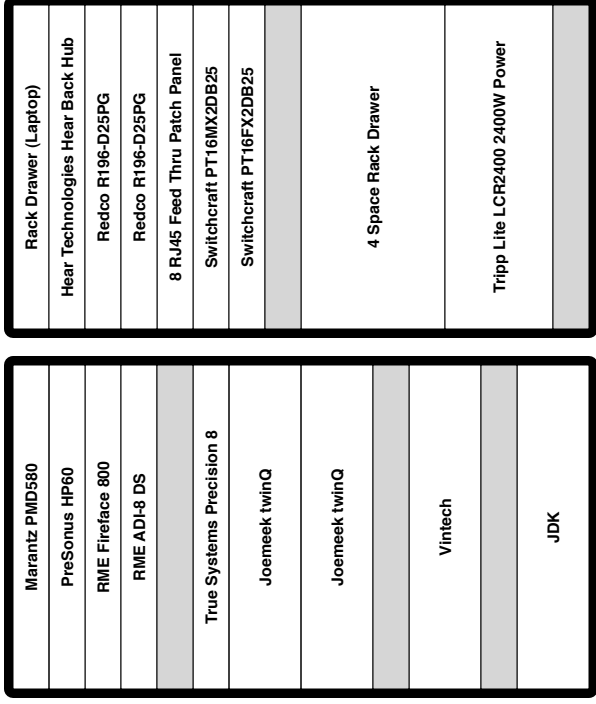 Marantz PMD580
PreSonus HP60
RME Fireface 800
RME ADI-8 DS
True Systems Precision 8
Joemeek twinQ
Joemeek twinQ
Vintech
JDK
Rack Drawer (Laptop)
Hear Technologies Hear Back Hub
Redco R196-D25PG
Redco R196-D25PG
8 RJ45 Feed Thru Patch Panel
Switchcraft PT16MX2DB25
Switchcraft PT16FX2DB25
4 Space Rack Drawer
Tripp Lite LCR2400 2400W Power